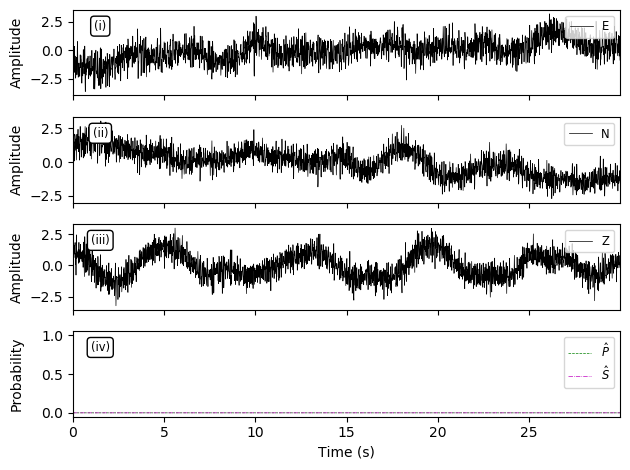 Amplitude
2.5
0.0
−2.5
(i)
E
Amplitude
2.5
0.0
−2.5
(ii)
N
Amplitude
2.5
0.0
−2.5
(iii)
Z
Probability
1.0
0.5
0.0
(iv)
P̂
Ŝ
0 5 10 15 20 25
Time (s)